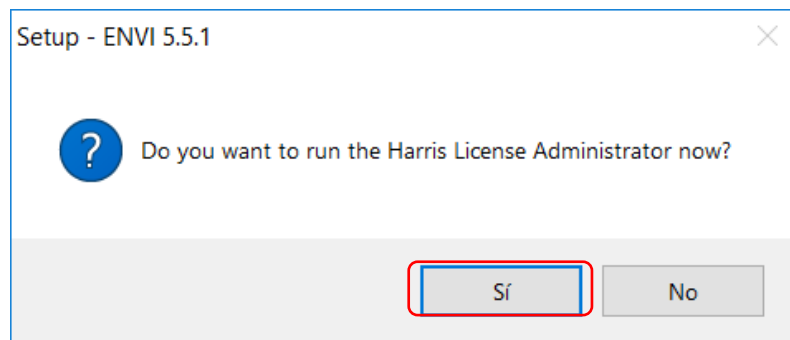 Setup - ENVI 5.5.1
Do you want to run the Harris License Administrator now?
Sí
No